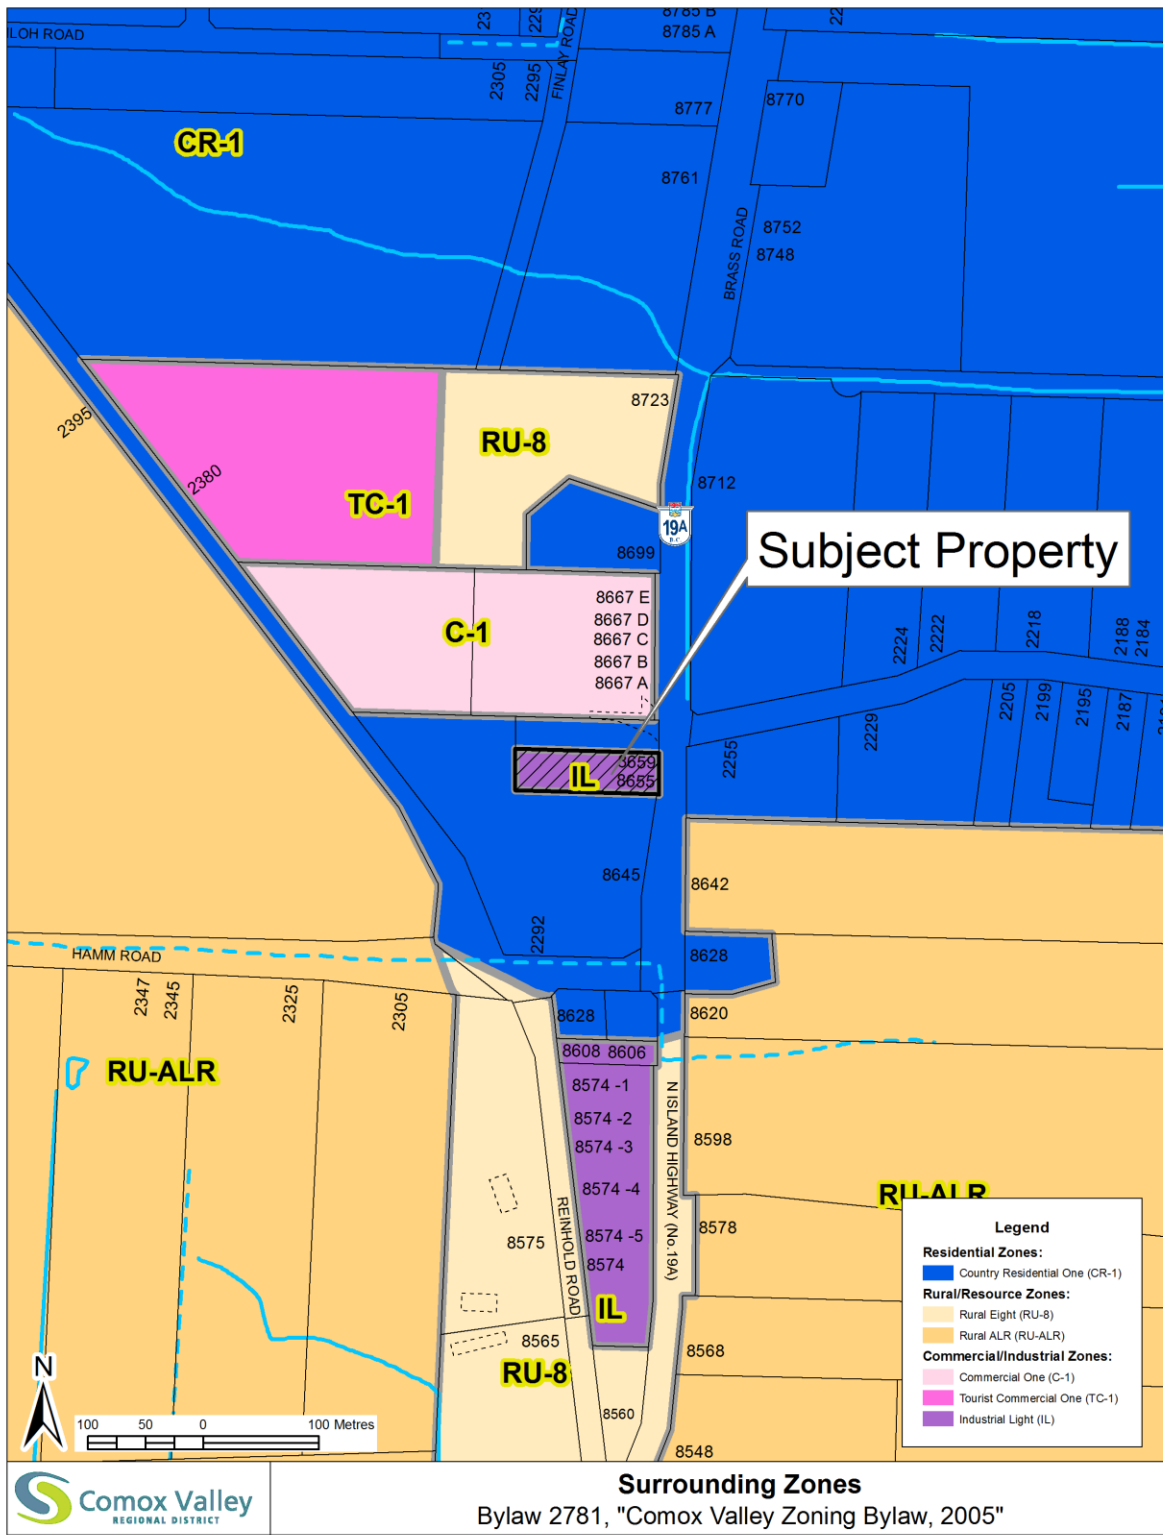 8785 B
8785 A
ILOH ROAD
23
229
22
FINLAY ROAD
2305
2295
8777
8770
CR-1
8761
BRASS ROAD
8752
8748
2395
2380
8723
RU-8
TC-1
8712
19A
B.C.
8699
Subject Property
8667 E
8667 D
8667 C
8667 B
8667 A
C-1
2224
2222
2218
2188
2184
2205
2199
2195
2187
2229
2255
IL
8659
8655
8645
8642
2292
HAMM ROAD
8628
2347
2345
2325
2305
8628
8620
8608 8606
RU-ALR
8574 -1
8574 -2
8574 -3
8574 -4
8574 -5
8574
IL
N ISLAND HIGHWAY (No.19A)
REINHOLD ROAD
8598
RU-ALR
8578
8575
8565
RU-8
8568
8560
8548
Legend
Residential Zones:
Country Residential One (CR-1)
Rural/Resource Zones:
Rural Eight (RU-8)
Rural ALR (RU-ALR)
Commercial/Industrial Zones:
Commercial One (C-1)
Tourist Commercial One (TC-1)
Industrial Light (IL)
N
100 50 0 100 Metres
Comox Valley
REGIONAL DISTRICT
Surrounding Zones
Bylaw 2781, "Comox Valley Zoning Bylaw, 2005"